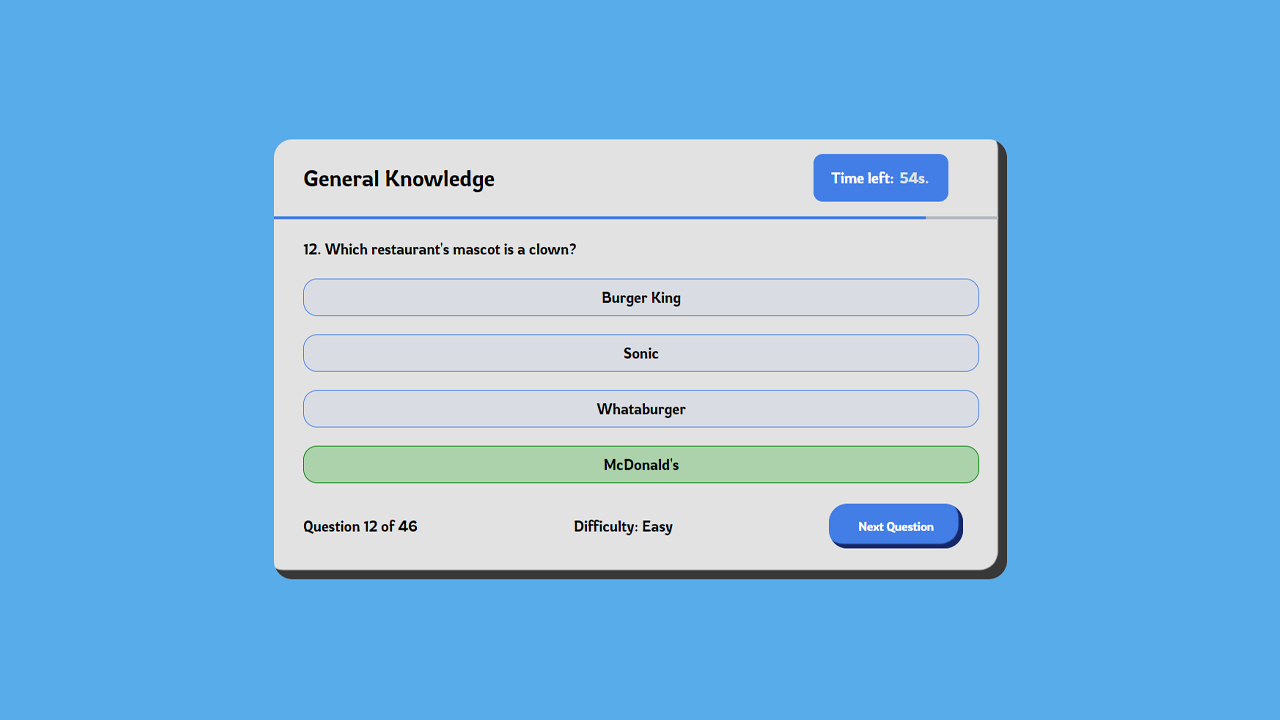 General Knowledge
Time left: 54s.
12. Which restaurant's mascot is a clown?
Burger King
Sonic
Whataburger
McDonald's
Question 12 of 46
Difficulty: Easy
Next Question